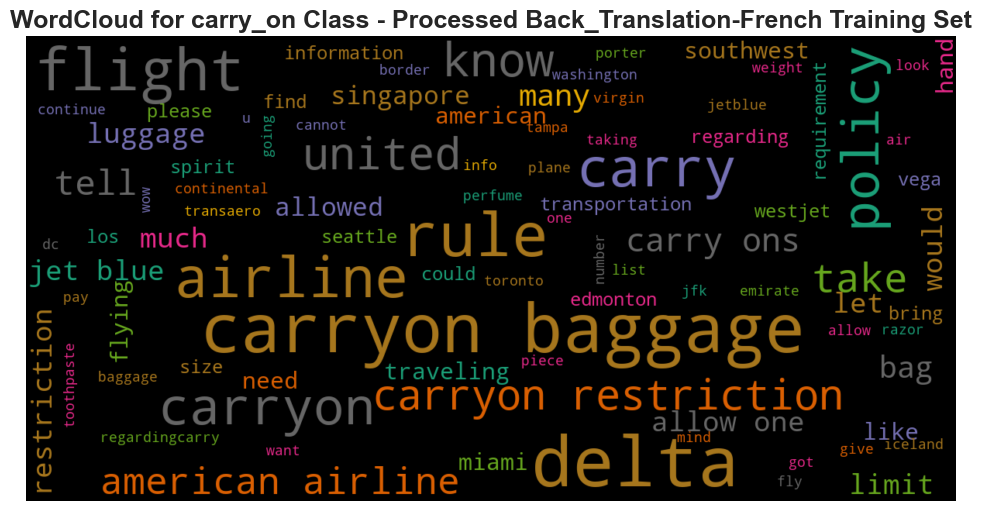 WordCloud for carry_on Class - Processed Back_Translation-French Training Set
flight
information
know
porter
southwest
look
hand
border
washington
weight
policy
continue
please
find
singapore
many
virgin
jetblue
requirement
luggage
u
going
cannot
american
tampa
taking
regarding
air
tell
spirit
united
info
plane
carry
vega
wow
continental
transaero
allowed
perfume
transportation
one
westjet
would
dc
los
much
seattle
rule
carry ons
number
jet blue
airline
could
toronto
list
take
pay
flying
edmonton
jfk
emirate
let
bring
restriction
carryon baggage
allow
razor
toothpaste
baggage
size
need
traveling
piece
bag
carryon
carryon restriction
allow one
regardingcarry
want
mind
like
give
iceland
american airline
miami
delta
got
fly
limit